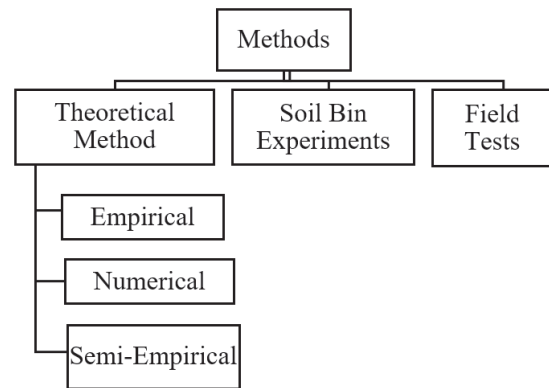 Methods
Theoretical
Method
Soil Bin
Experiments
Field
Tests
Empirical
Numerical
Semi-Empirical